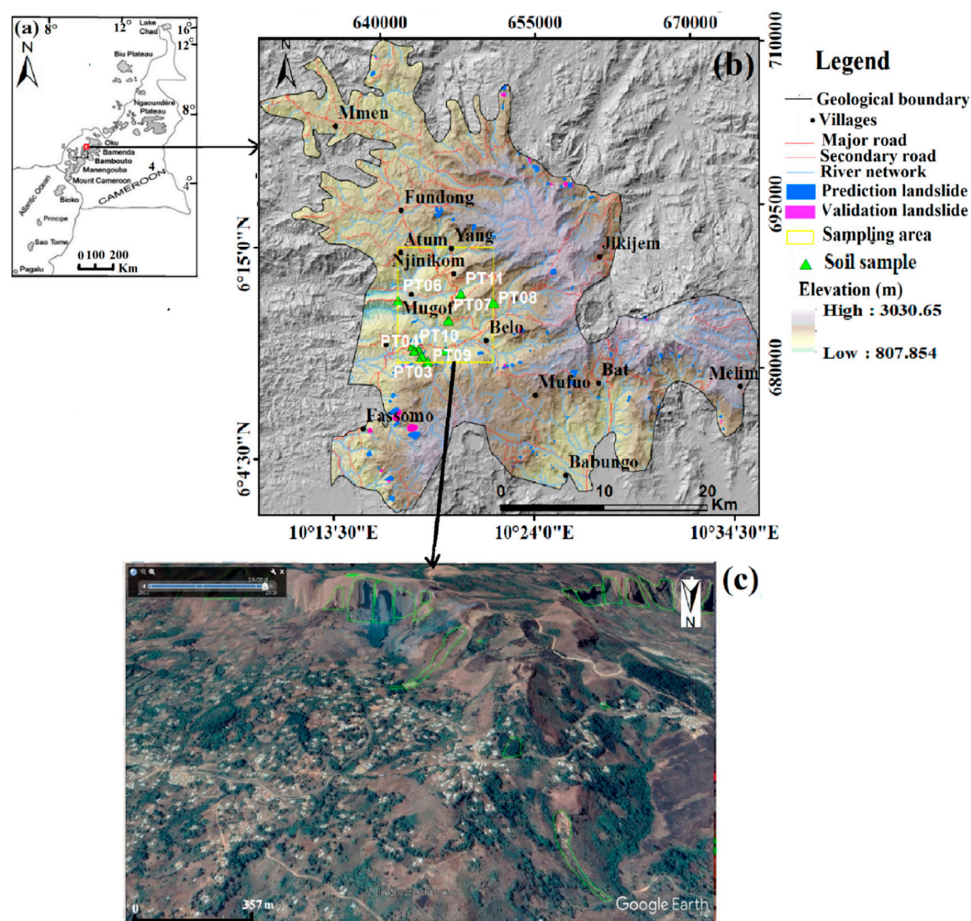 (a)
8°
12°
16°
12°
8°
4
4°
N
Lake
Chad
Biu Plateau
Ngaoundéré
Plateau
Oku
Bamenda
Bambouto
Manengouba
Mount Cameroon
CAMEROON
Atlantic Ocean
Bioko
Principe
Sao Tome
Pagalu
0 100 200
Km
640000
655000
670000
(b)
N
710000
695000
680000
6°15'0"N
6°4'30"N
10°13'30"E
10°24'0"E
10°34'30"E
Mmen
Fundong
Atum
Yang
Njinikom
Jikijem
PT06
PT11
PT07
PT08
Mugof
PT10
PT04
PT09
PT03
Belo
Bat
Mufuo
Melim
Fassomo
Babungo
0 10 20
Km
Legend
Geological boundary
Villages
Major road
Secondary road
River network
Prediction landslide
Validation landslide
Sampling area
Soil sample
Elevation (m)
High : 3030.65
Low : 807.854
(c)
N
0 357 m
Google Earth